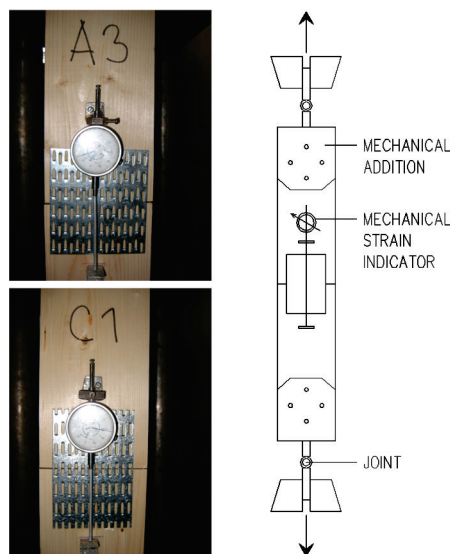 A3
C1
MECHANICAL
ADDITION
MECHANICAL
STRAIN
INDICATOR
JOINT